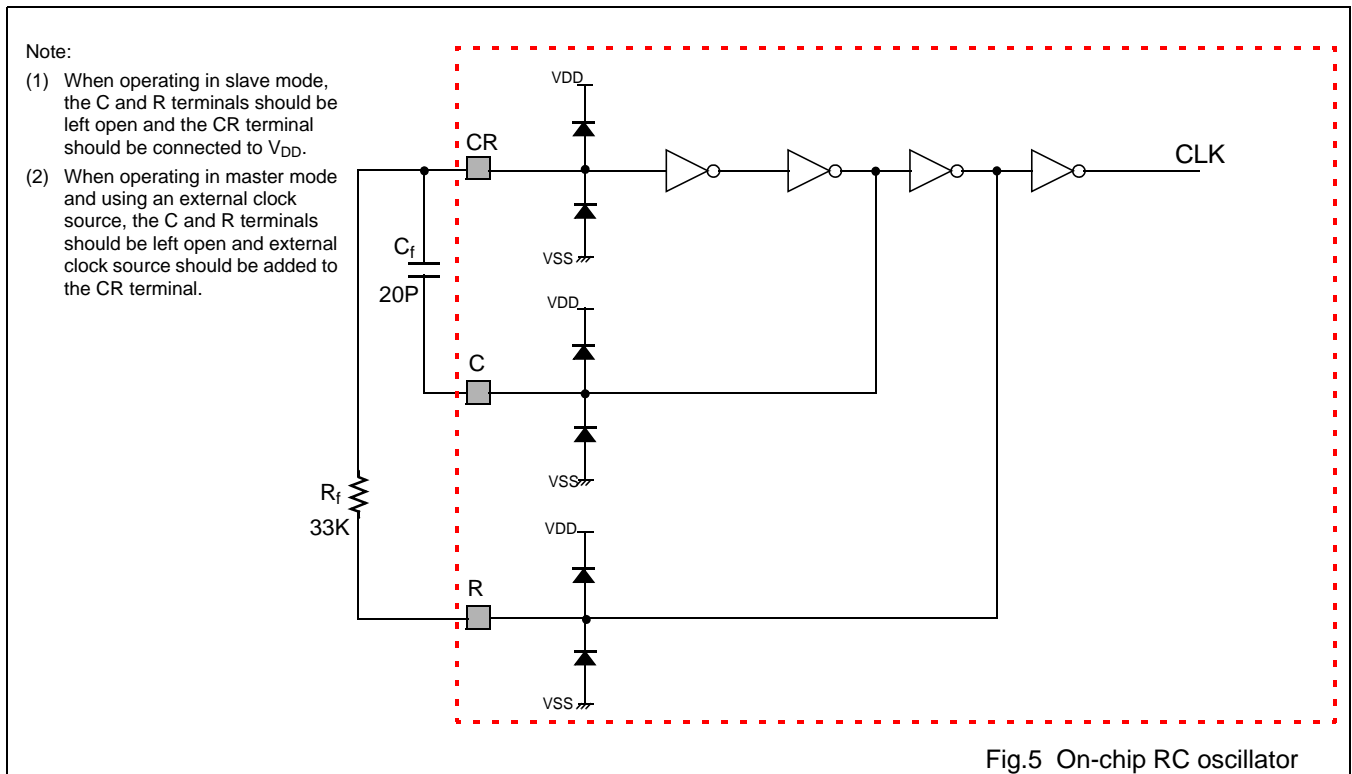 Note:
(1) When operating in slave mode,
the C and R terminals should be
left open and the CR terminal
should be connected to VDD.
(2) When operating in master mode
and using an external clock
source, the C and R terminals
should be left open and external
clock source should be added to
the CR terminal.
VDD
CR
CLK
VSS
Cf
20P
VDD
C
VSS
Rf
33K
VDD
R
VSS
Fig.5 On-chip RC oscillator